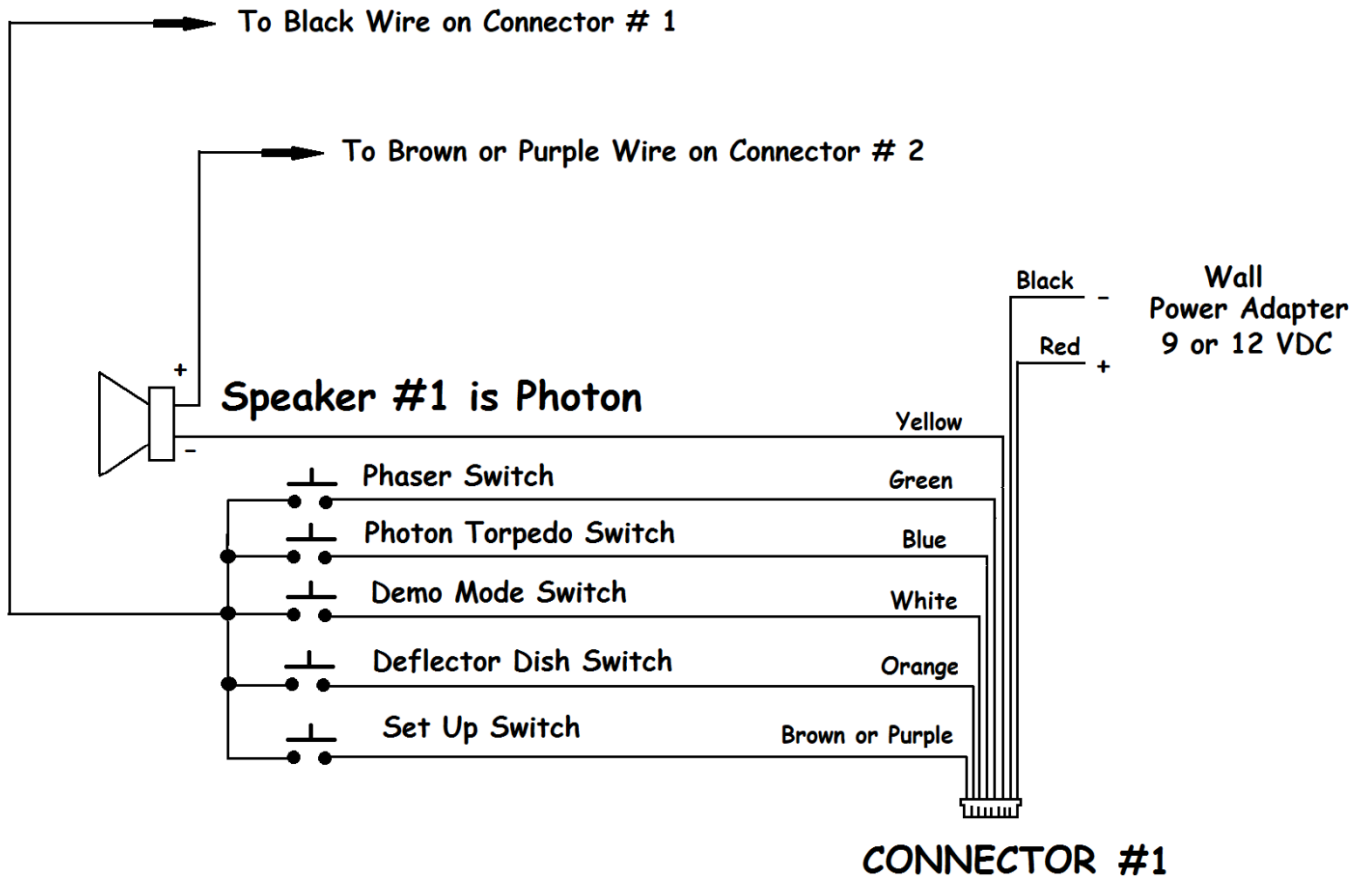 To Black Wire on Connector # 1
To Brown or Purple Wire on Connector # 2
Black -
Wall
Power Adapter
9 or 12 VDC
Red +
+
Speaker #1 is Photon
-
Yellow
Phaser Switch
Green
Photon Torpedo Switch
Blue
Demo Mode Switch
White
Deflector Dish Switch
Orange
Set Up Switch
Brown or Purple
CONNECTOR #1